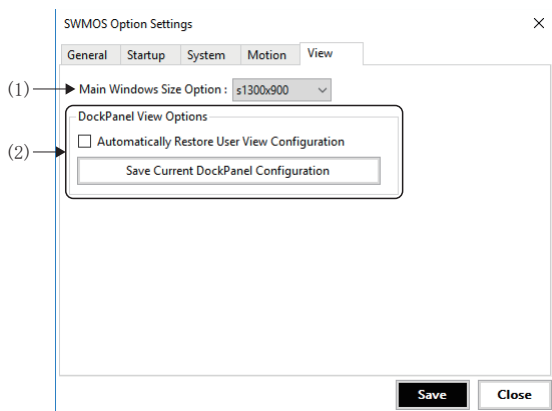 SWMOS Option Settings
General Startup System Motion View
(1) Main Windows Size Option : s1300x900
DockPanel View Options
(2) Automatically Restore User View Configuration
Save Current DockPanel Configuration
Save Close